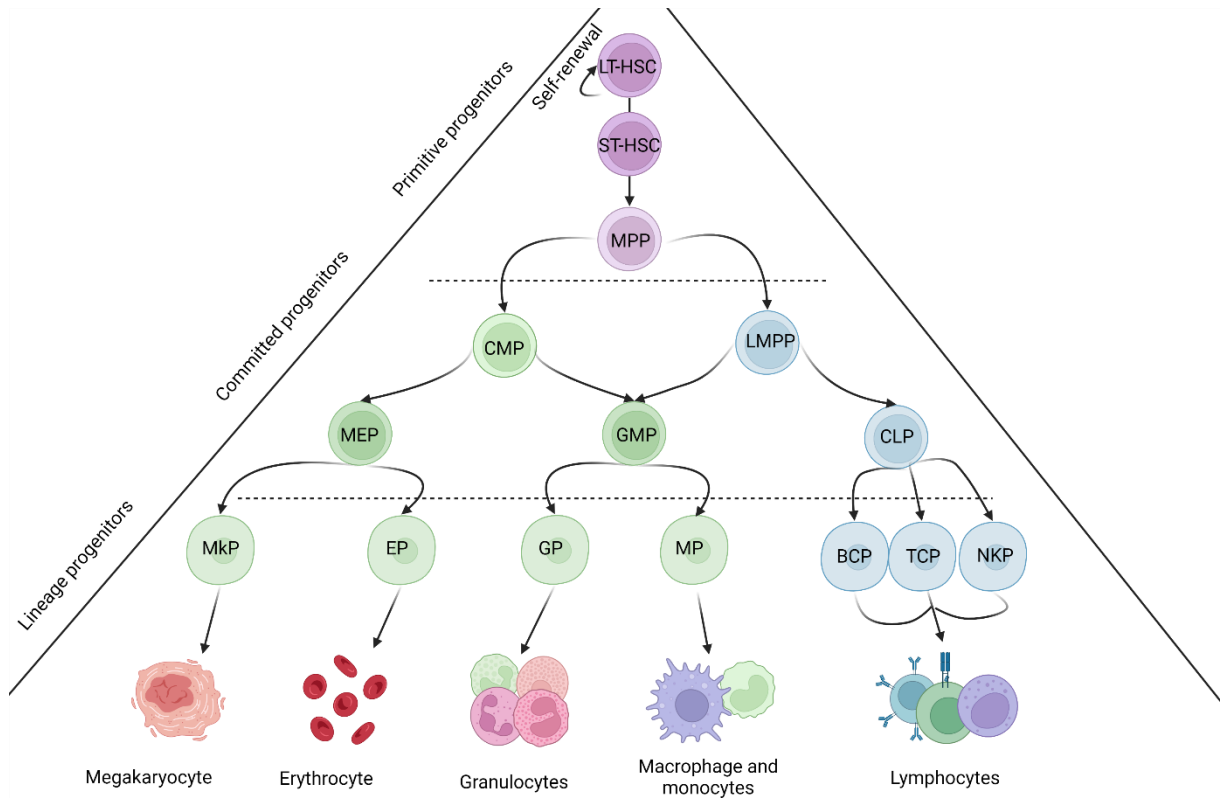 Self-renewal
LT-HSC
Primitive progenitors
ST-HSC
MPP
Committed progenitors
CMP
LMPP
MEP
GMP
CLP
Lineage progenitors
MkP
EP
GP
MP
BCP
TCP
NKP
Megakaryocyte
Erythrocyte
Granulocytes
Macrophage and
monocytes
Lymphocytes